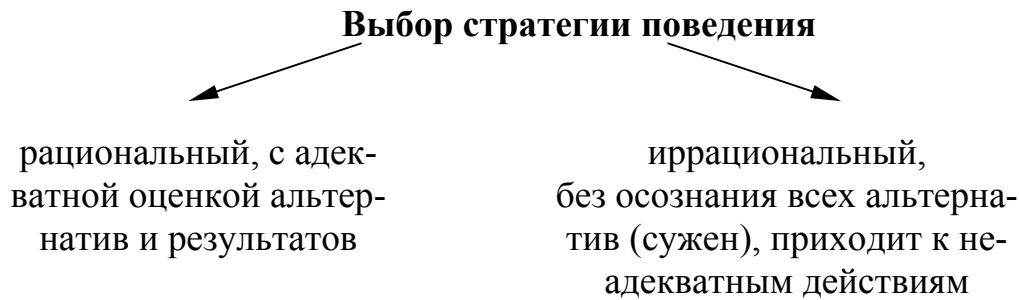 Выбор стратегии поведения
рациональный, с адек-
ватной оценкой альтер-
натив и результатов
иррациональный,
без осознания всех альтерна-
тив (сужен), приходит к не-
адекватным действиям